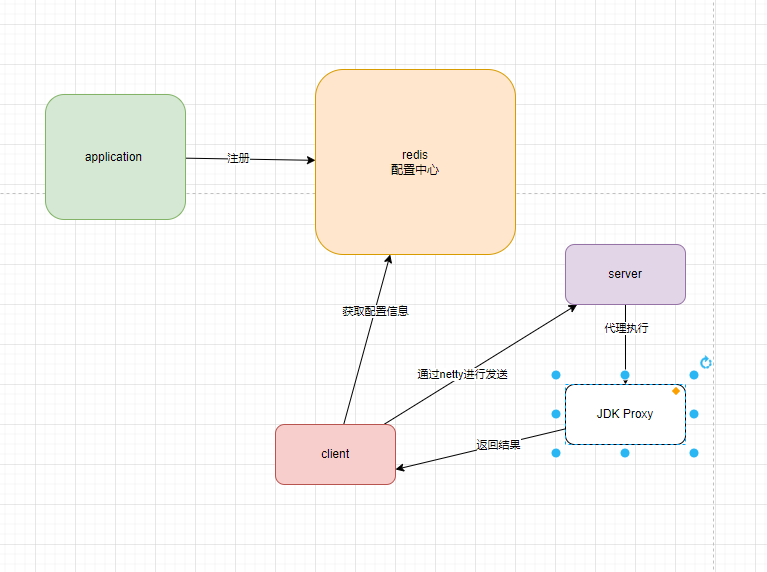 application
注册
redis
配置中心
获取配置信息
server
代理执行
通过netty进行发送
JDK Proxy
返回结果
client